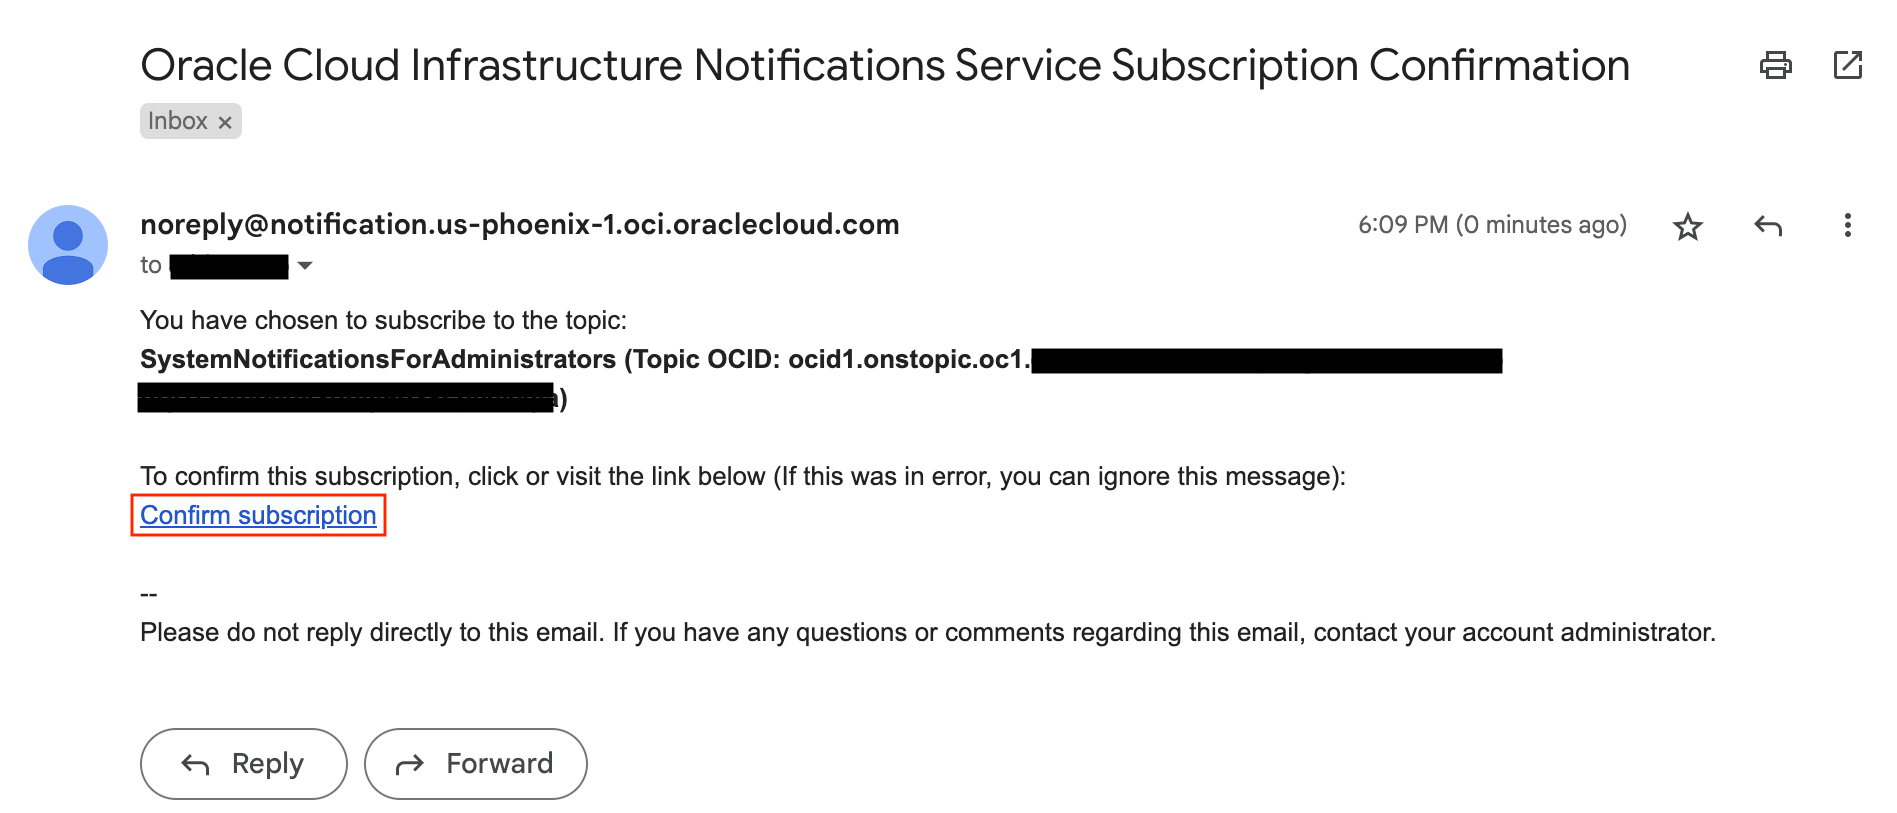 Oracle Cloud Infrastructure Notifications Service Subscription Confirmation
Inbox ×
noreply@notification.us-phoenix-1.oci.oraclecloud.com
6:09 PM (0 minutes ago)
to
You have chosen to subscribe to the topic:
SystemNotificationsForAdministrators (Topic OCID: ocid1.onstopic.oc1.
)
To confirm this subscription, click or visit the link below (If this was in error, you can ignore this message):
Confirm subscription
--
Please do not reply directly to this email. If you have any questions or comments regarding this email, contact your account administrator.
Reply
Forward